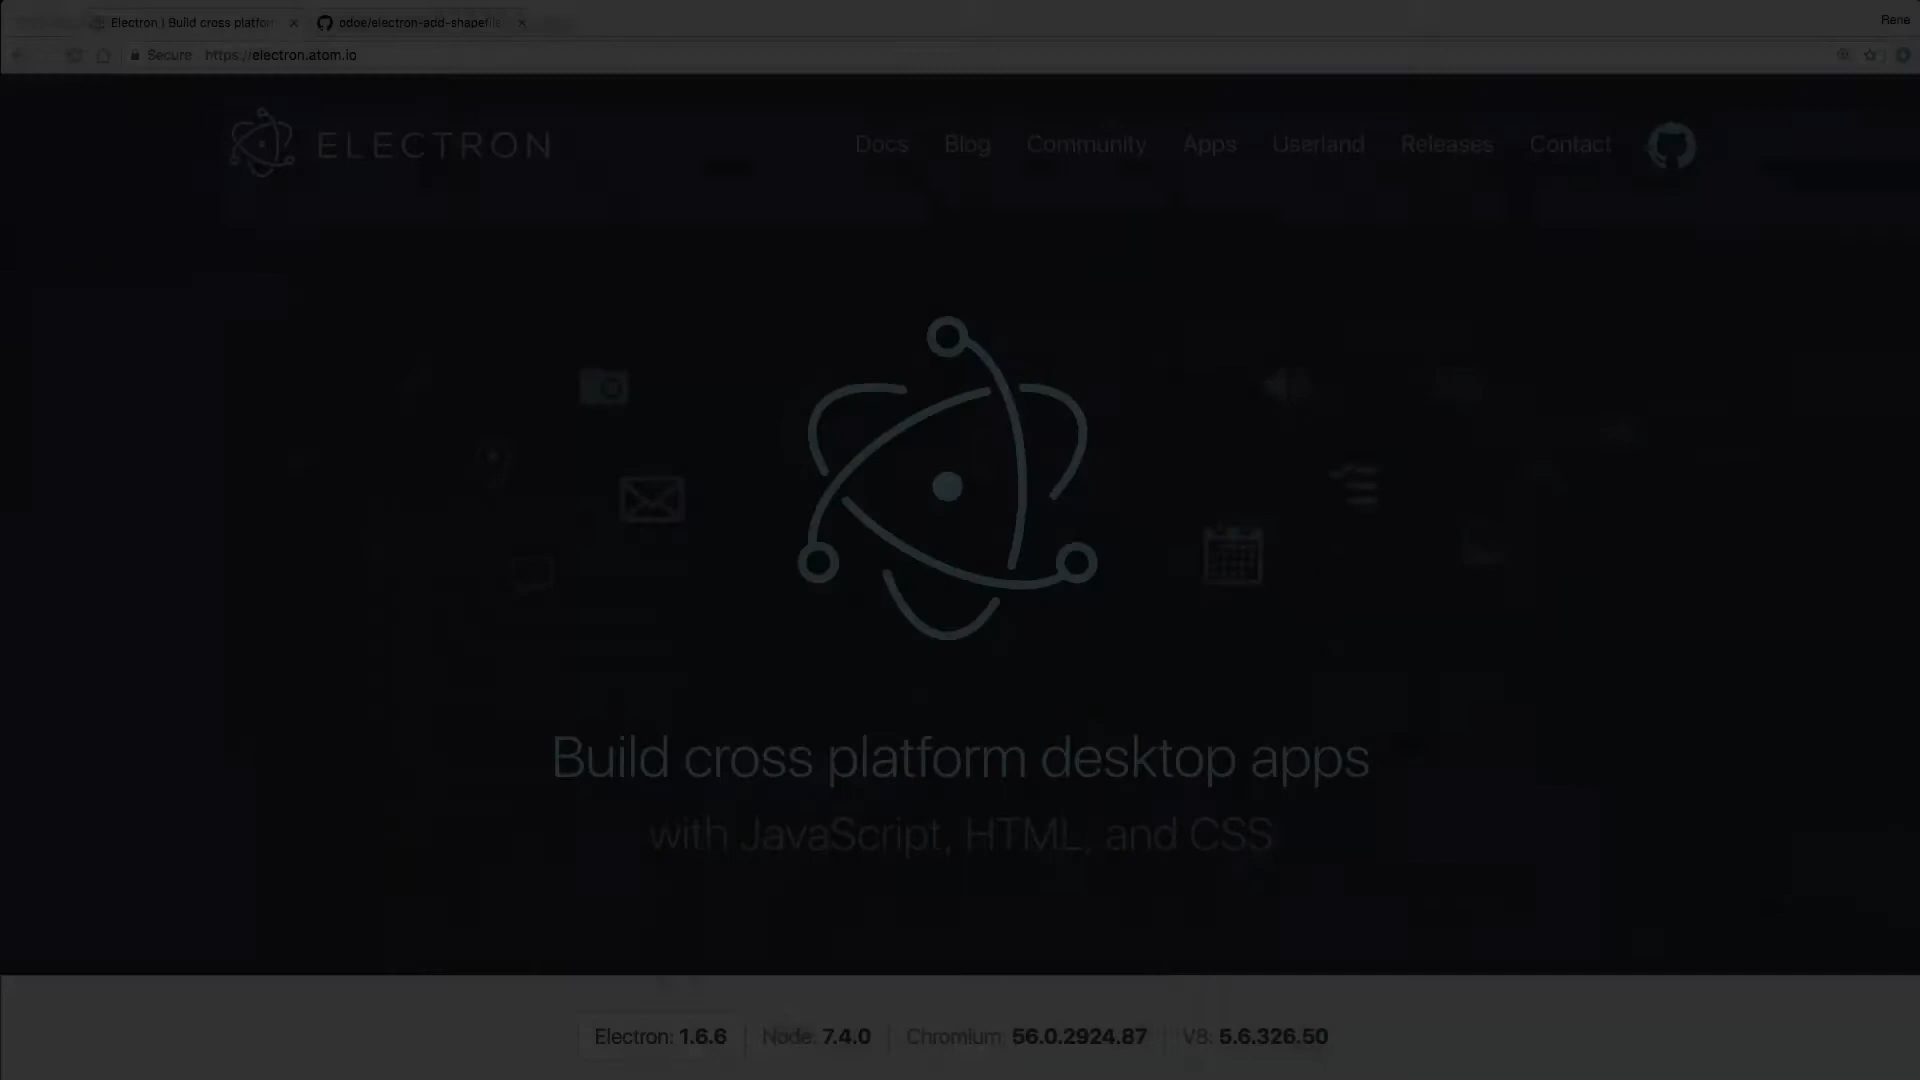 Electron | Build cross platfor
odoe/electron-add-shapefil
Rene
Secure https://electron.atom.io
ELECTRON
Docs Blog Community Apps Userland Releases Contact
Build cross platform desktop apps
with JavaScript, HTML, and CSS
Electron: 1.6.6 Node: 7.4.0 Chromium: 56.0.2924.87 V8: 5.6.326.50